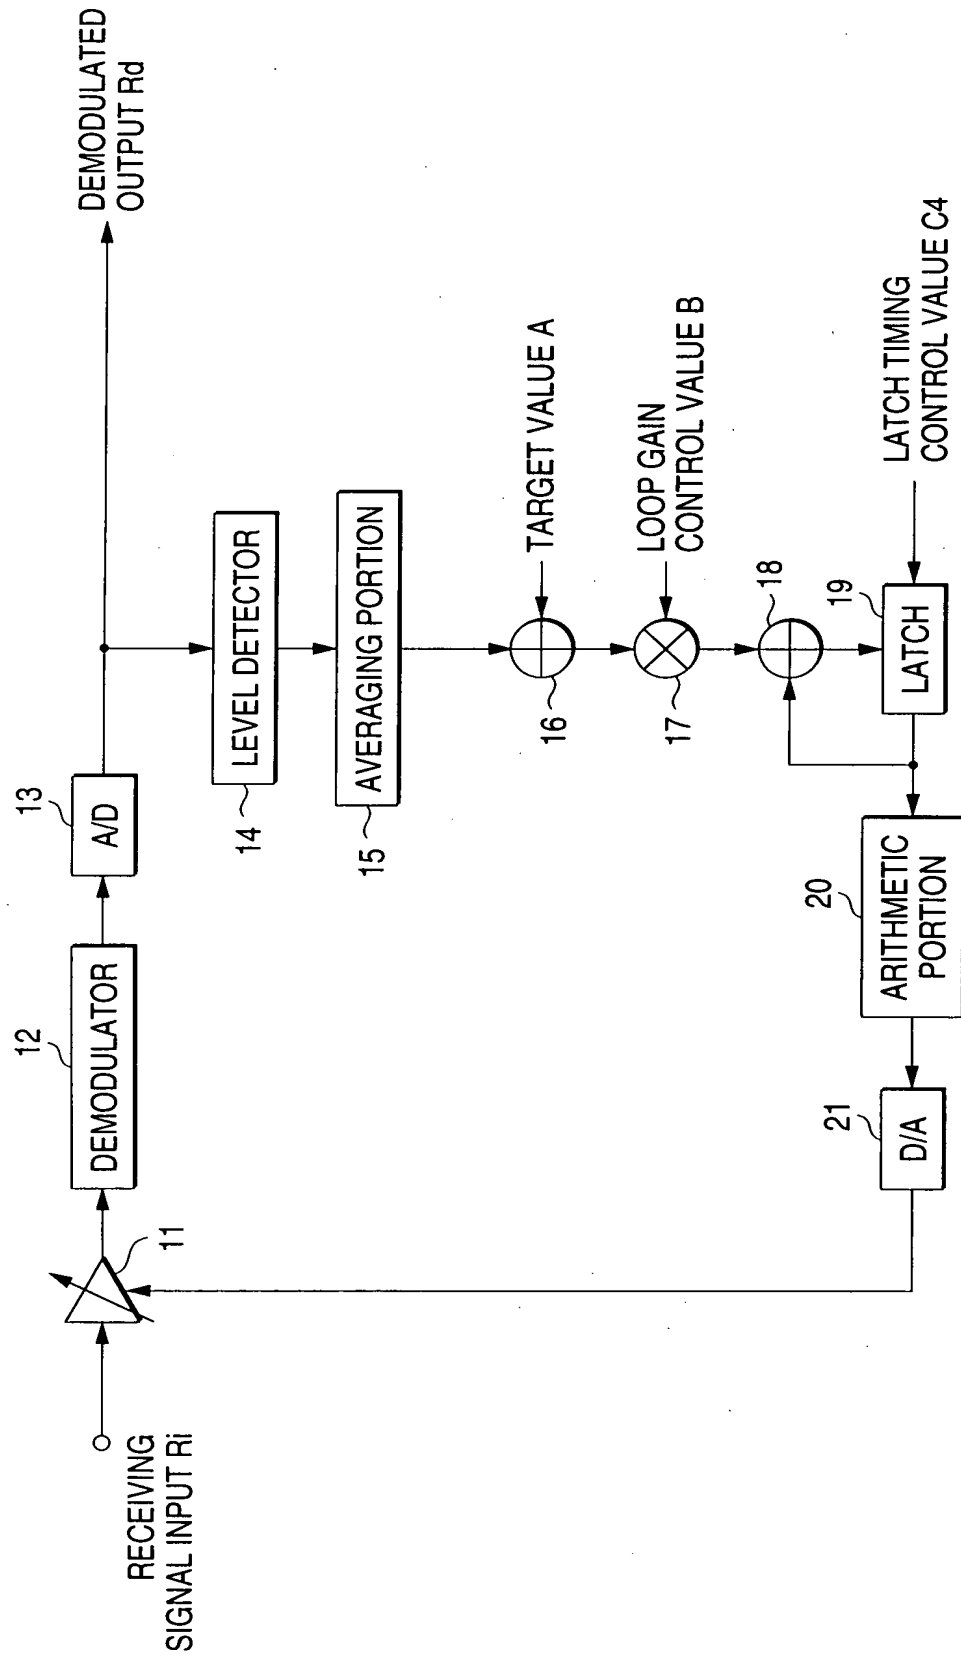 RECEIVING
SIGNAL INPUT Ri
11
12
DEMODULATOR
13
A/D
DEMODULATED
OUTPUT Rd
14
LEVEL DETECTOR
15
AVERAGING PORTION
16
TARGET VALUE A
17
LOOP GAIN
CONTROL VALUE B
18
19
LATCH
LATCH TIMING
CONTROL VALUE C4
20
ARITHMETIC
PORTION
21
D/A